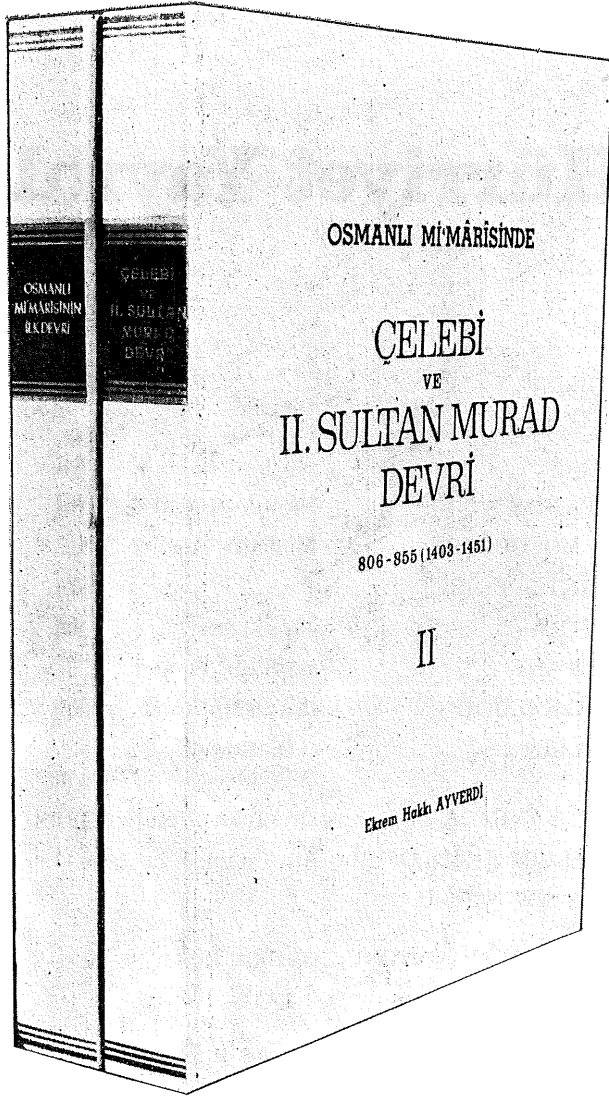 OSMANLI
Mİ'MÂRİSİNİN
İLK DEVRİ
ÇELEBİ
VE
II. SULTAN
MURAD
DEVRİ
OSMANLI Mİ'MÂRİSİNDE
ÇELEBİ
VE
II. SULTAN MURAD
DEVRİ
806-855 (1403-1451)
II
Ekrem Hakkı AYVERDİ